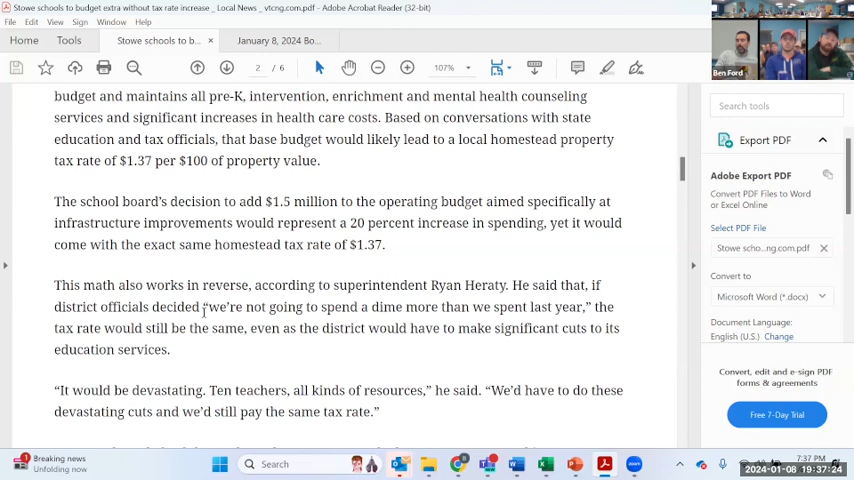 Stowe schools to budget extra without tax rate increase _ Local News _ vtcng.com.pdf - Adobe Acrobat Reader (32-bit)
File Edit View Sign Window Help
Home Tools Stowe schools to b... × January 8, 2024 Bo...
2 / 6 107%
budget and maintains all pre-K, intervention, enrichment and mental health counseling
services and significant increases in health care costs. Based on conversations with state
education and tax officials, that base budget would likely lead to a local homestead property
tax rate of $1.37 per $100 of property value.
The school board’s decision to add $1.5 million to the operating budget aimed specifically at
infrastructure improvements would represent a 20 percent increase in spending, yet it would
come with the exact same homestead tax rate of $1.37.
This math also works in reverse, according to superintendent Ryan Heraty. He said that, if
district officials decided “we’re not going to spend a dime more than we spent last year,” the
tax rate would still be the same, even as the district would have to make significant cuts to its
education services.
“It would be devastating. Ten teachers, all kinds of resources,” he said. “We’d have to do these
devastating cuts and we’d still pay the same tax rate.”
Ben Ford
Search tools
Export PDF
Adobe Export PDF
Convert PDF Files to Word
or Excel Online
Select PDF File
Stowe scho...ng.com.pdf ×
Convert to
Microsoft Word (*.docx)
Document Language:
English (U.S.) Change
Convert, edit and e-sign PDF
forms & agreements
Free 7-Day Trial
Breaking news
Unfolding now
Search
7:37 PM
2024-01-08 19:37:24